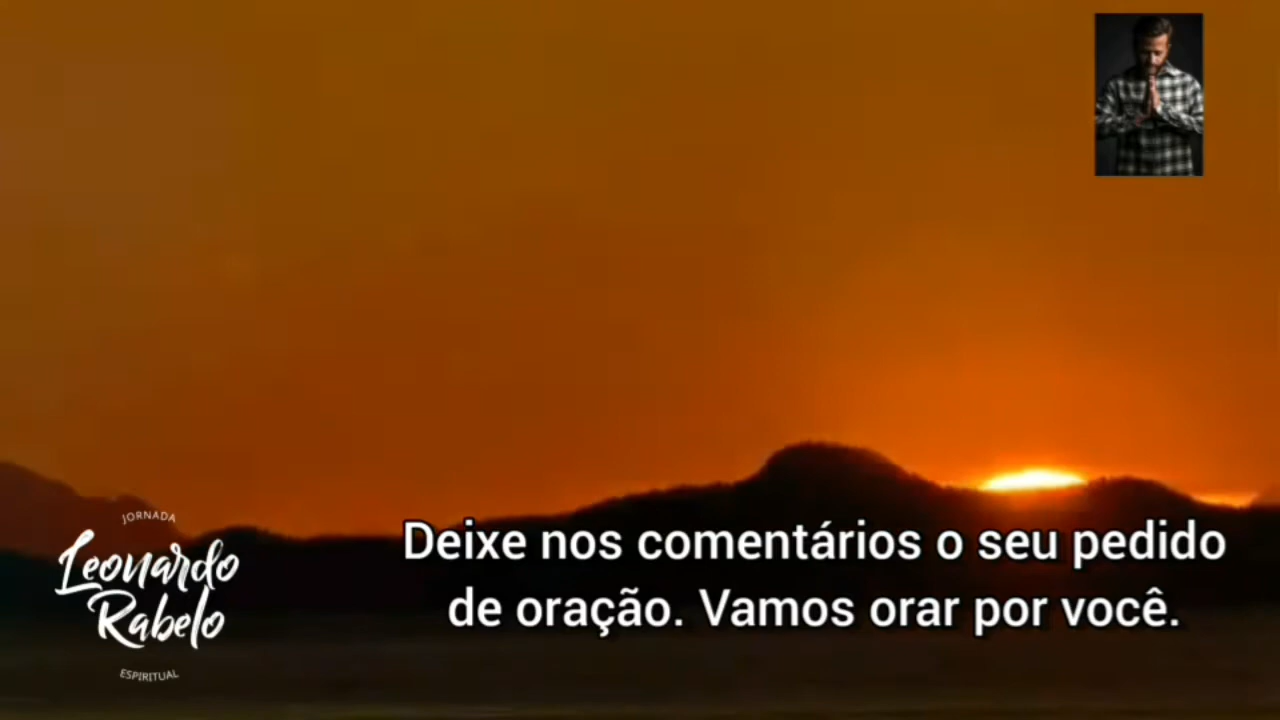 JORNADA
Leonardo
Rabelo
ESPIRITUAL
Deixe nos comentários o seu pedido
de oração. Vamos orar por você.